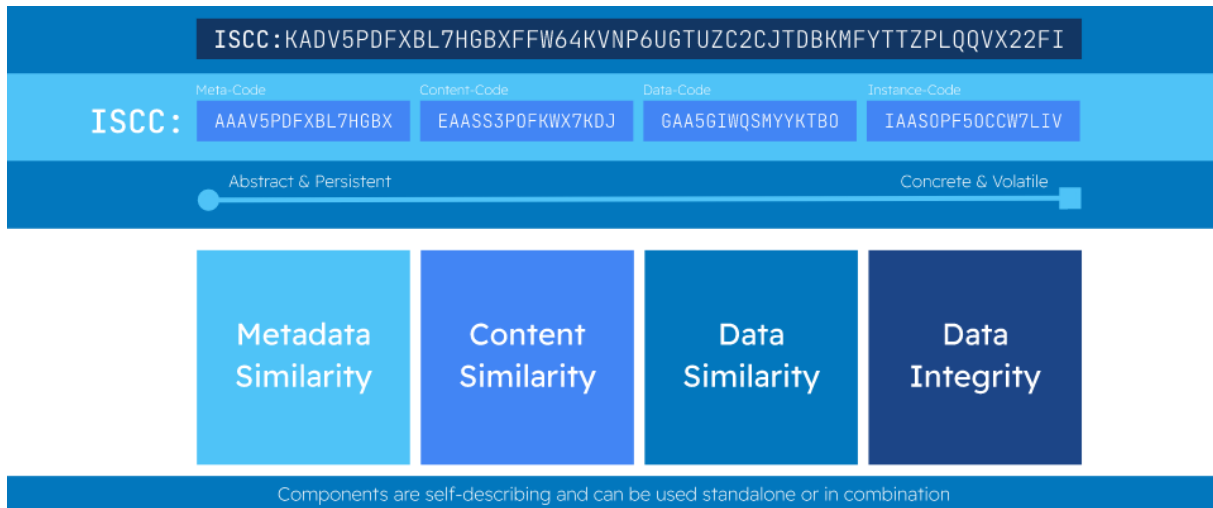 ISCC:KADV5PDFXBL7HGBXFFW64KVNP6UGTUZC2CJTDBKMFYTTZPLQQVX22FI
Meta-Code
Content-Code
Data-Code
Instance-Code
ISCC:
AAAV5PDFXBL7HGBX
EAASS3POFKWX7KDJ
GAA5GIWQSMYYKTBO
IAASOPF5OCCW7LIV
Abstract & Persistent
Concrete & Volatile
Metadata
Similarity
Content
Similarity
Data
Similarity
Data
Integrity
Components are self-describing and can be used standalone or in combination